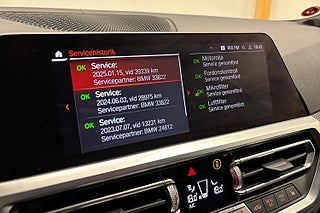 Servicehistorik
18:43
OK Service:
2025.01.15, vid 39339 km
Servicepartner: BMW 33822
OK Service:
2024.06.03, vid 28975 km
Servicepartner: BMW 33822
OK Service:
2023.07.07, vid 13231 km
Servicepartner: BMW 24812
OK Motorolja
Service genomförd
OK Fordonskontroll
Service genomförd
OK Mikrofilter
Service genomförd
OK Luftfilter
Service genomförd
A/C